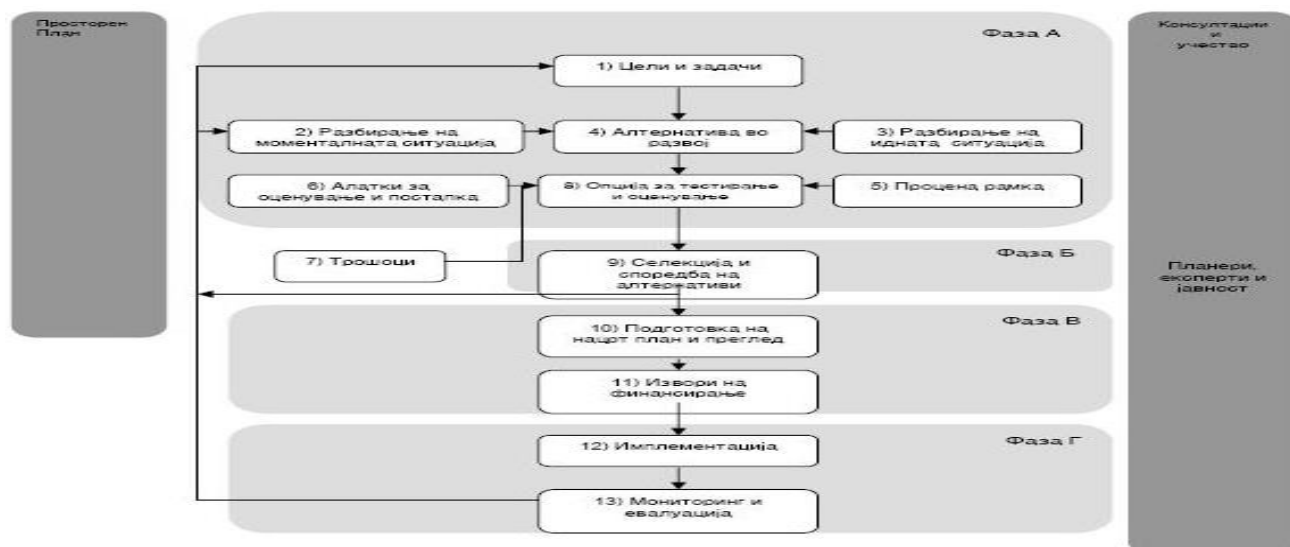 Просторен
План
Фаза А
Консултации
и
учество
1) Цели и задачи
2) Разбирање на
моменталната ситуација
4) Алтернатива во
развој
3) Разбирање на
идната ситуација
6) Алатки за
оценување и постапка
8) Опција за тестирање
и оценување
5) Процена рамка
7) Трошоци
9) Селекција и
споредба на
алтернативи
Фаза Б
Планери,
експерти и
јавност
10) Подготовка на
нацрт план и преглед
Фаза В
11) Извори на
финансирање
12) Имплементација
Фаза Г
13) Мониторинг и
евалуација